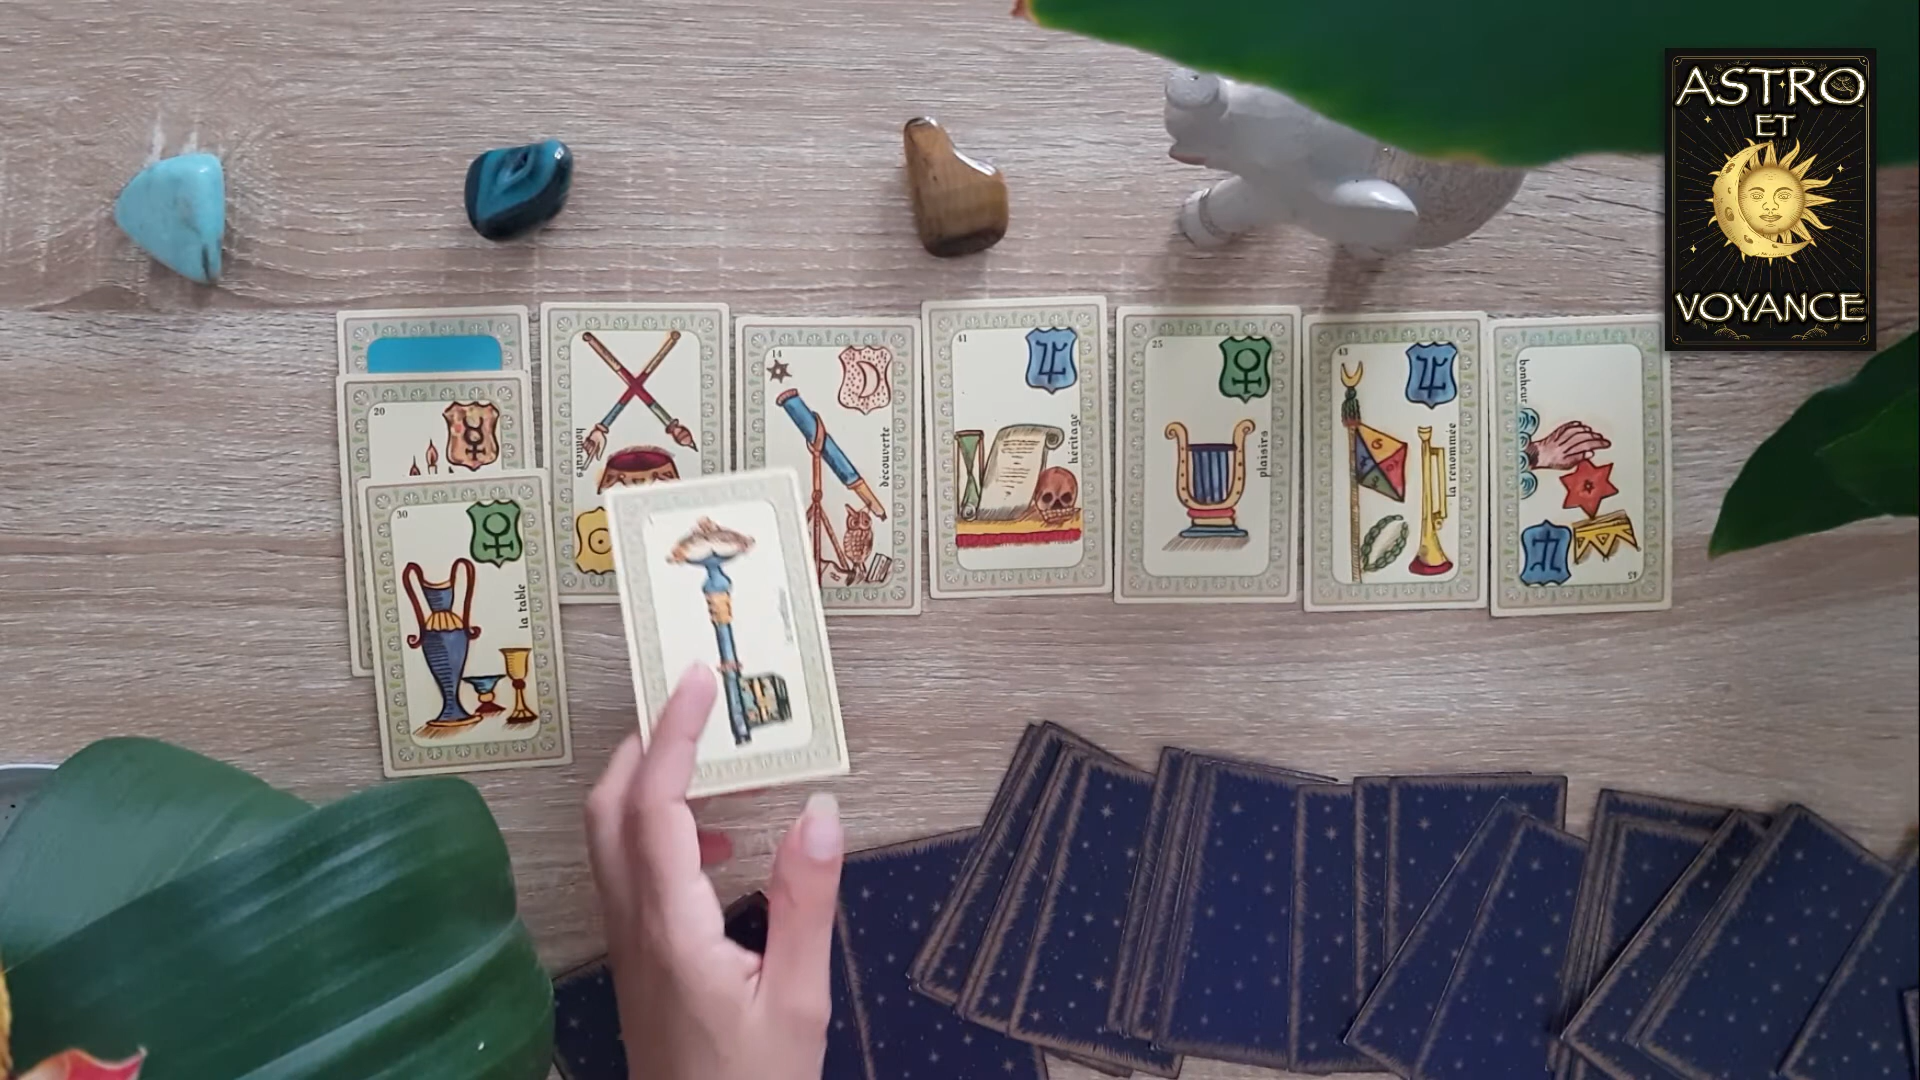 ASTRO
ET
VOYANCE
20
30
la table
honneurs
14
découverte
41
héritage
25
plaisirs
43
la renommée
bonheur
45